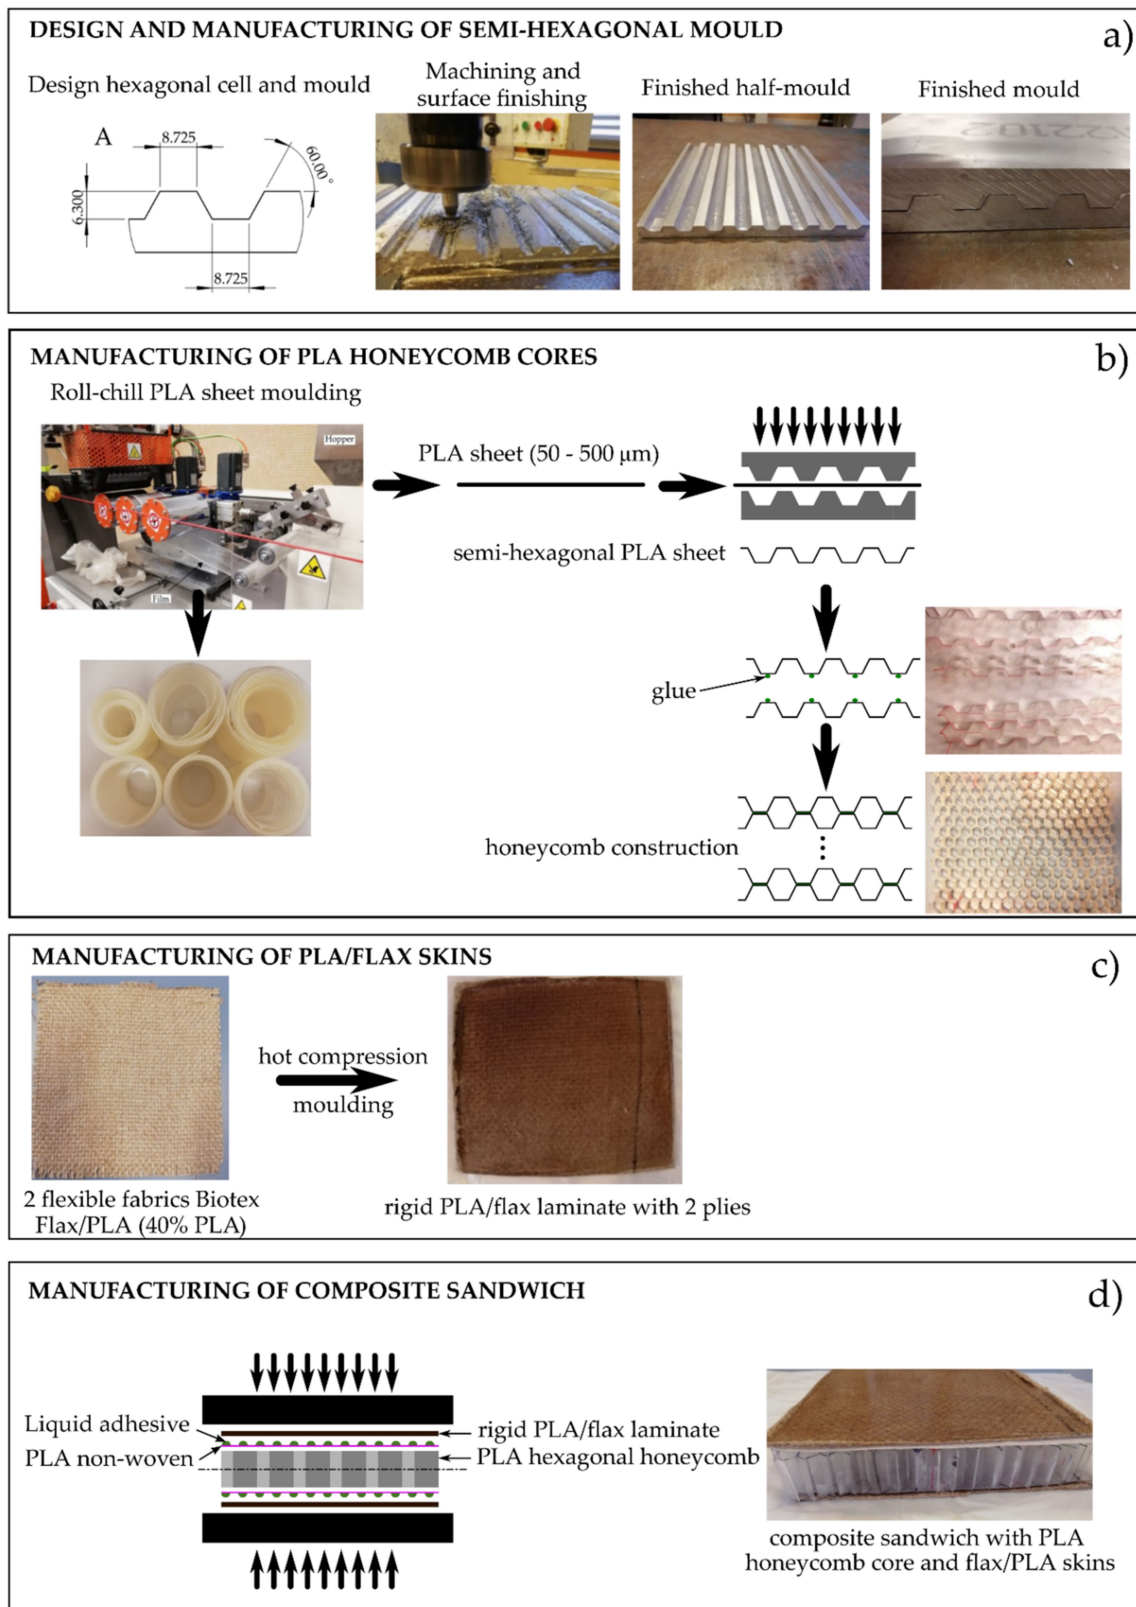 DESIGN AND MANUFACTURING OF SEMI-HEXAGONAL MOULD
a)
Design hexagonal cell and mould
Machining and
surface finishing
Finished half-mould
Finished mould
A
8.725
60.00°
6.300
8.725
MANUFACTURING OF PLA HONEYCOMB CORES
b)
Roll-chill PLA sheet moulding
Hopper
Film
PLA sheet (50 - 500 µm)
semi-hexagonal PLA sheet
glue
honeycomb construction
MANUFACTURING OF PLA/FLAX SKINS
c)
hot compression
moulding
2 flexible fabrics Biotex
Flax/PLA (40% PLA)
rigid PLA/flax laminate with 2 plies
MANUFACTURING OF COMPOSITE SANDWICH
d)
Liquid adhesive
PLA non-woven
rigid PLA/flax laminate
PLA hexagonal honeycomb
composite sandwich with PLA
honeycomb core and flax/PLA skins